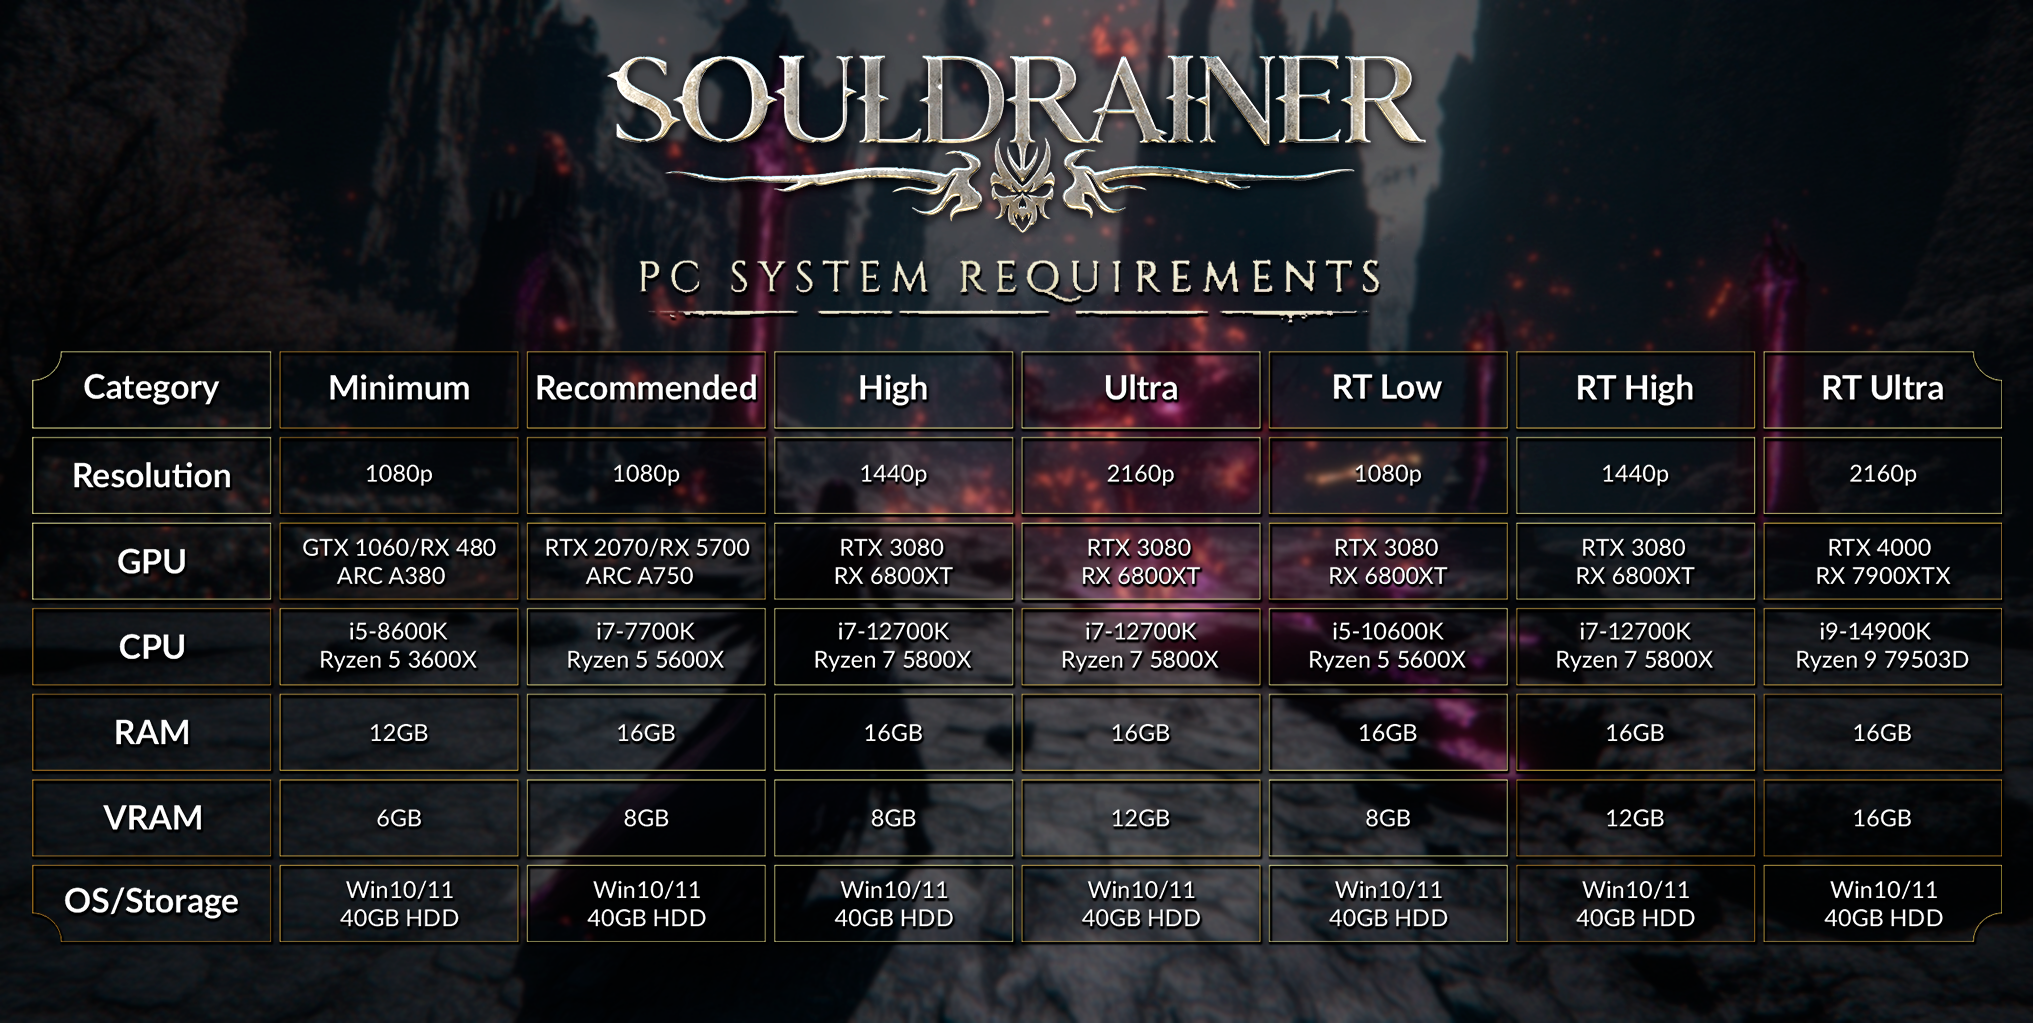 SOULDRAINER
PC SYSTEM REQUIREMENTS
Category Minimum Recommended High Ultra RT Low RT High RT Ultra
Resolution 1080p 1080p 1440p 2160p 1080p 1440p 2160p
GPU GTX 1060/RX 480 RTX 2070/RX 5700 RTX 3080 RTX 3080 RTX 3080 RTX 3080 RTX 4000
ARC A380 ARC A750 RX 6800XT RX 6800XT RX 6800XT RX 6800XT RX 7900XTX
CPU i5-8600K i7-7700K i7-12700K i7-12700K i5-10600K i7-12700K i9-14900K
Ryzen 5 3600X Ryzen 5 5600X Ryzen 7 5800X Ryzen 7 5800X Ryzen 5 5600X Ryzen 7 5800X Ryzen 9 79503D
RAM 12GB 16GB 16GB 16GB 16GB 16GB 16GB
VRAM 6GB 8GB 8GB 12GB 8GB 12GB 16GB
OS/Storage Win10/11 Win10/11 Win10/11 Win10/11 Win10/11 Win10/11 Win10/11
40GB HDD 40GB HDD 40GB HDD 40GB HDD 40GB HDD 40GB HDD 40GB HDD